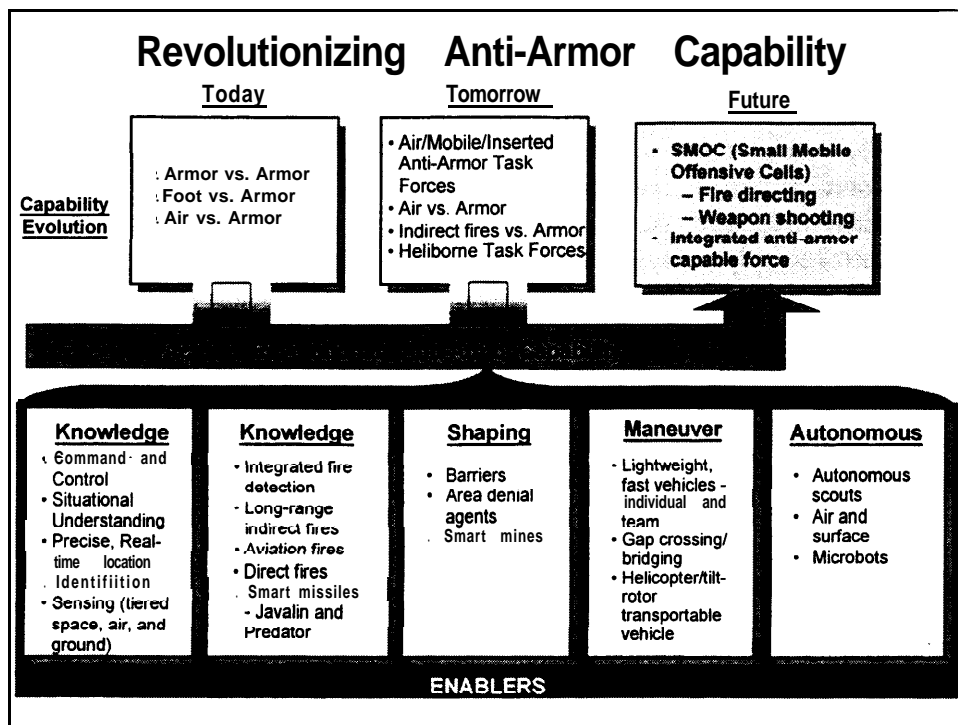 Revolutionizing Anti-Armor Capability
Today
Tomorrow
Future
Capability
Evolution
. Armor vs. Armor
. Foot vs. Armor
. Air vs. Armor
• Air/Mobile/Inserted
Anti-Armor Task
Forces
• Air vs. Armor
• Indirect fires vs. Armor
• Heliborne Task Forces
- SMOC (Small Mobile
Offensive Cells)
– Fire directing
– Weapon shooting
- Integrated anti-armor
capable force
Knowledge
. Command and
Control
• Situational
Understanding
• Precise, Real-
time location
. Identifiition
• Sensing (tiered
space, air, and
ground)
Knowledge
• Integrated fire
detection
- Long-range
indirect fires
• Aviation fires
• Direct fires
. Smart missiles
- Javalin and
Predator
Shaping
• Barriers
• Area denial
agents
. Smart mines
Maneuver
- Lightweight,
fast vehicles -
individual and
team
• Gap crossing/
bridging
• Helicopter/tilt-
rotor
transportable
vehicle
Autonomous
• Autonomous
scouts
• Air and
surface
• Microbots
ENABLERS